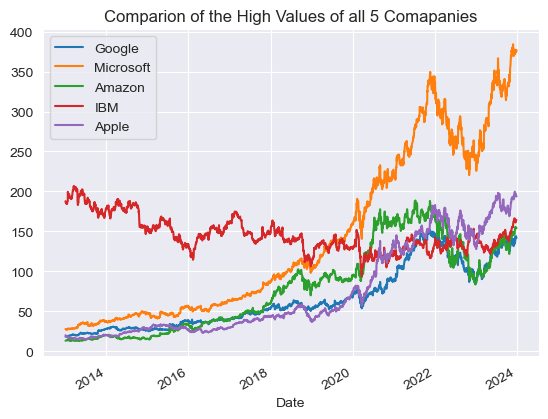 Comparion of the High Values of all 5 Comapanies
Google
Microsoft
Amazon
IBM
Apple
400
350
300
250
200
150
100
50
0
2014
2016
2018
2020
2022
2024
Date